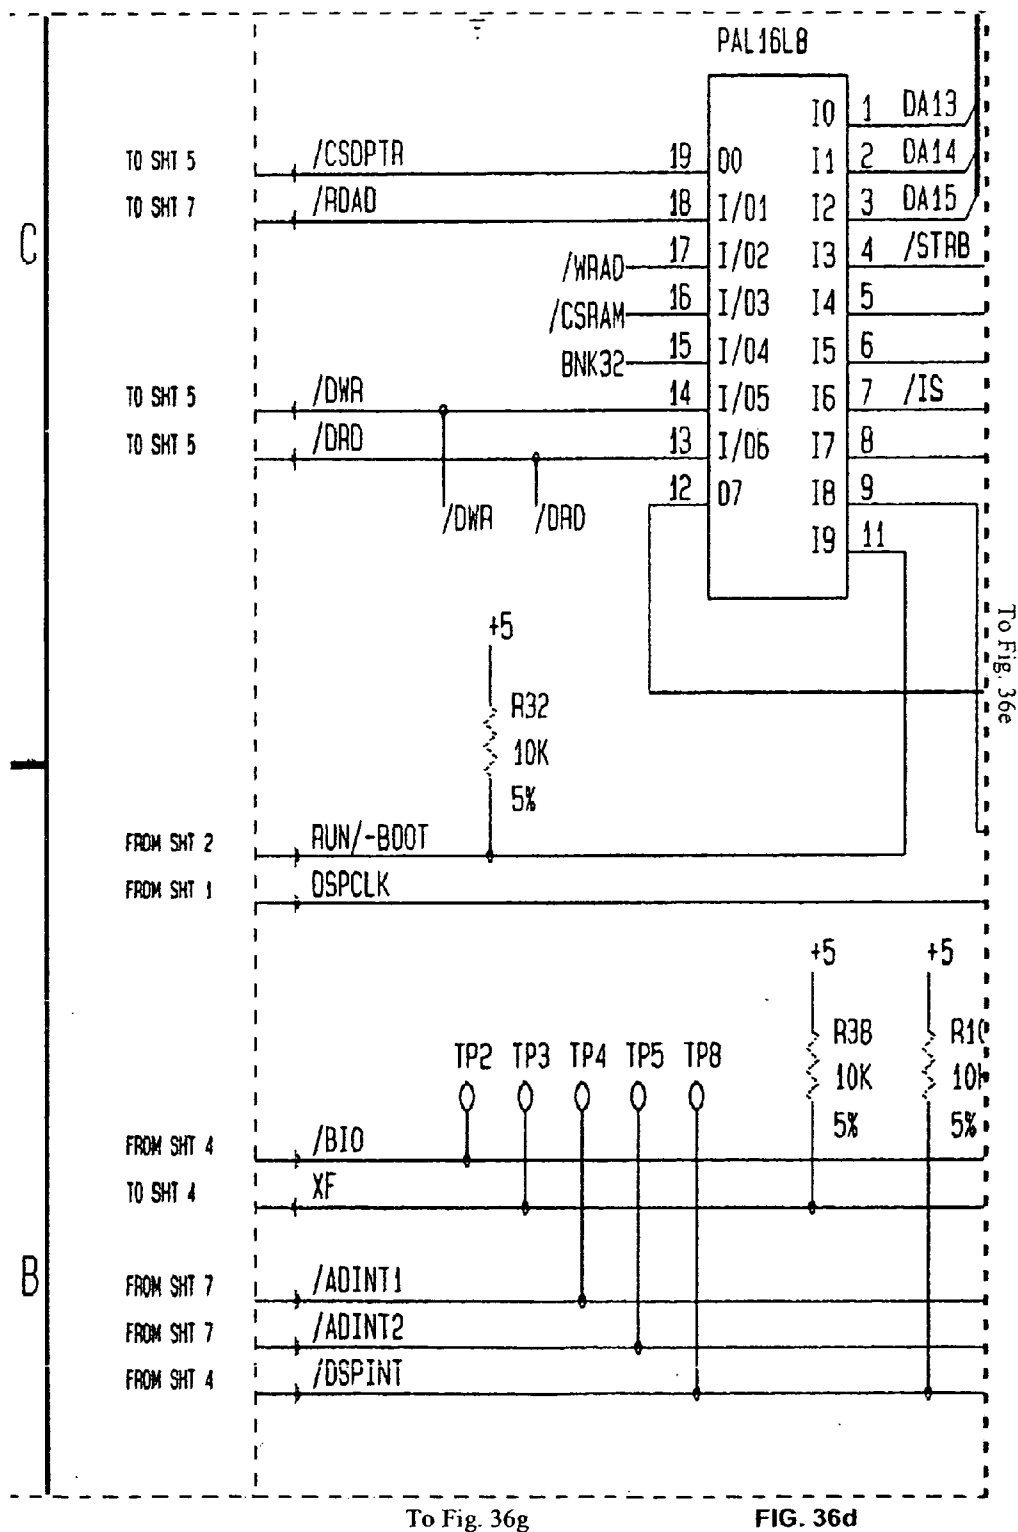 PAL16L8
I0 1 DA13
TO SHT 5 /CSDPTR 19 O0 I1 2 DA14
TO SHT 7 /RDAD 18 I/O1 I2 3 DA15
C
/WRAD 17 I/O2 I3 4 /STRB
/CSRAM 16 I/O3 I4 5
BNK32 15 I/O4 I5 6
TO SHT 5 /DWR 14 I/O5 I6 7 /IS
TO SHT 5 /DRD 13 I/O6 I7 8
12 O7 I8 9
/DWR /DRD
I9 11
+5
To Fig. 36e
R32
10K
5%
FROM SHT 2 RUN/-BOOT
FROM SHT 1 DSPCLK
+5 +5
R38
TP2 TP3 TP4 TP5 TP8
10K
5% 5%
FROM SHT 4 /BIO
TO SHT 4 XF
B
FROM SHT 7 /ADINT1
FROM SHT 7 /ADINT2
FROM SHT 4 /DSPINT
To Fig. 36g FIG. 36d